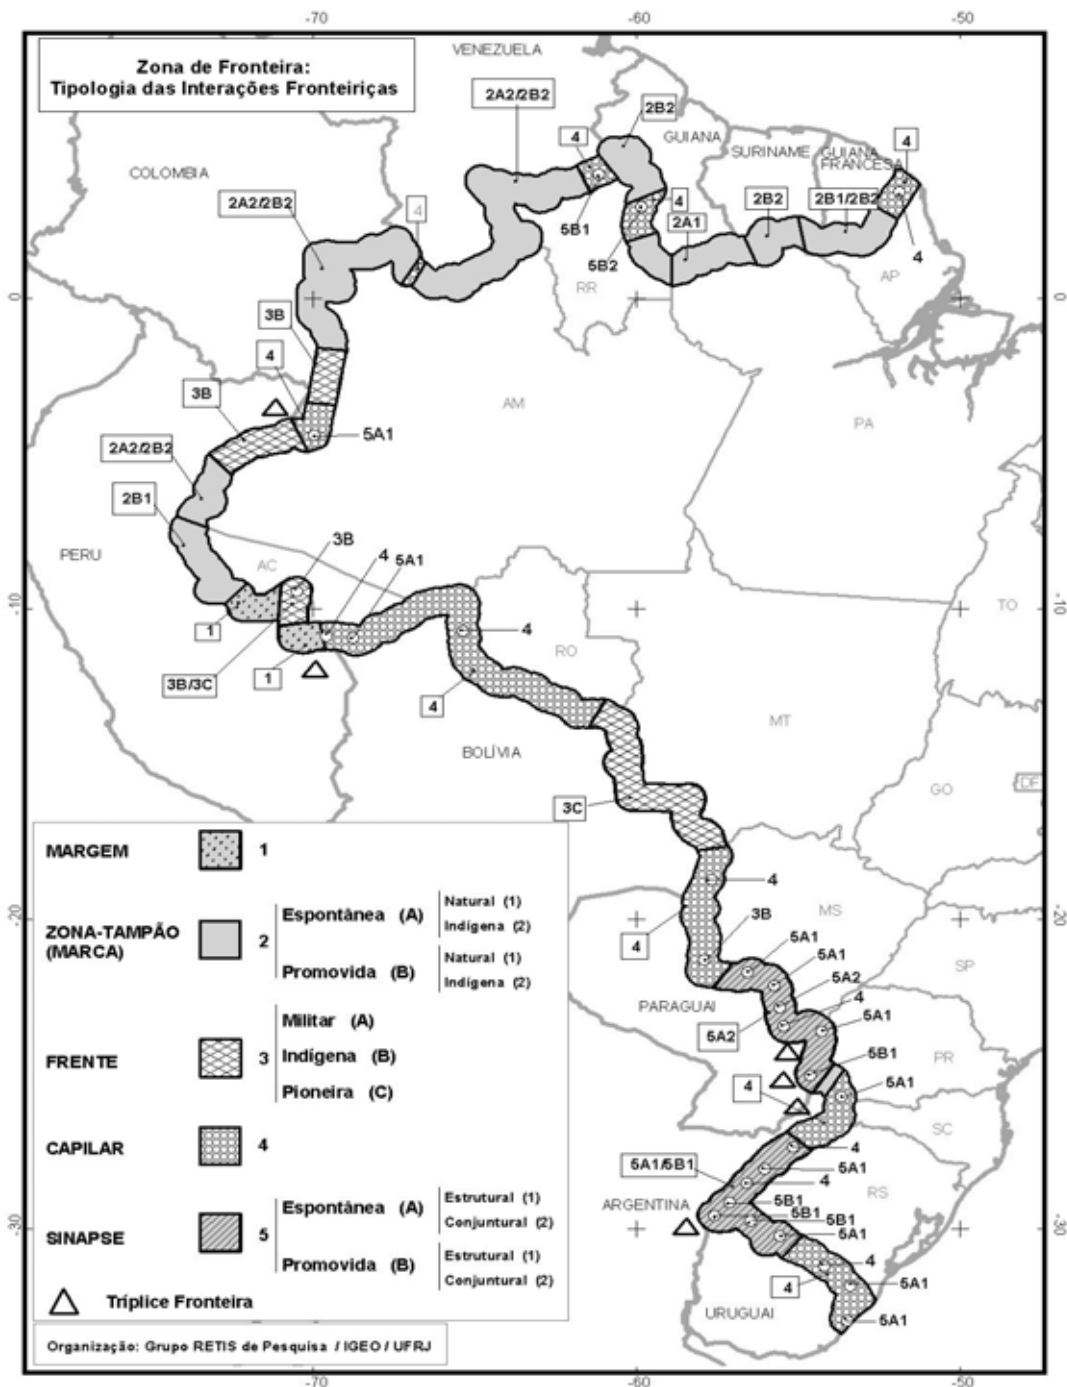 -70
-60
-50
Zona de Fronteira:
Tipologia das Interações Fronteiriças
VENEZUELA
2A2/2B2
2B2
4
GUIANA
SURINAME
GUIANA
FRANCESA
4
COLOMBIA
2A2/2B2
4
5B1
4
2A1
2B2
2B1/2B2
5B2
4
RR
AP
0
0
3B
4
3B
AM
PA
5A1
2A2/2B2
2B1
PERU
AC
3B
4
5A1
TO
-10
-10
1
4
RO
3B/3C
1
4
MT
BOLÍVIA
GO
DF
3C
4
MS
-20
-20
3B
4
5A1
5A1
SP
5A2
PARAGUAI
4
5A2
5A1
PR
5B1
4
5A1
SC
4
5A1/5B1
5A1
4
RS
ARGENTINA
5B1
5B1
5B1
-30
-30
5A1
4
4
5A1
URUGUAI
5A1
MARGEM 1
ZONA-TAMPÃO
(MARCA)
2
Espontânea (A)
Natural (1)
Indígena (2)
Promovida (B)
Natural (1)
Indígena (2)
FRENTE 3
Militar (A)
Indígena (B)
Pioneira (C)
CAPILAR 4
SINAPSE 5
Espontânea (A)
Estrutural (1)
Conjuntural (2)
Promovida (B)
Estrutural (1)
Conjuntural (2)
Tríplice Fronteira
Organização: Grupo RETIS de Pesquisa / IGEO / UFRJ
-70
-60
-50